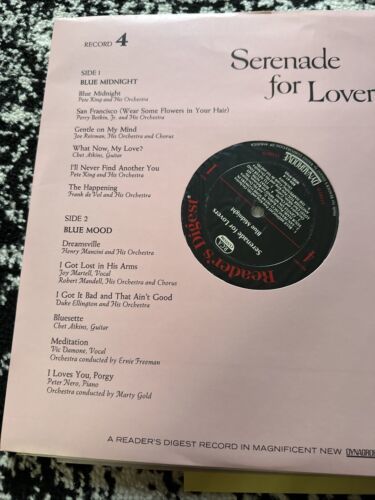 RECORD 4
Serenade
for Lover
SIDE 1
BLUE MIDNIGHT
Blue Midnight
Pete King and His Orchestra
San Francisco (Wear Some Flowers in Your Hair)
Perry Botkin, Jr. and His Orchestra
Gentle on My Mind
Joe Reisman, His Orchestra and Chorus
What Now, My Love?
Chet Atkins, Guitar
I'll Never Find Another You
Pete King and His Orchestra
The Happening
Frank de Vol and His Orchestra
SIDE 2
BLUE MOOD
Dreamsville
Henry Mancini and His Orchestra
I Got Lost in His Arms
Joy Martell, Vocal
Robert Mandell, His Orchestra and Chorus
I Got It Bad and That Ain't Good
Duke Ellington and His Orchestra
Bluesette
Chet Atkins, Guitar
Meditation
Vic Damone, Vocal
Orchestra conducted by Ernie Freeman
I Loves You, Porgy
Peter Nero, Piano
Orchestra conducted by Marty Gold
Reader's Digest
Serenade for Lovers
Blue Midnight
DYNAGROOVE
1
A READER'S DIGEST RECORD IN MAGNIFICENT NEW DYNAGROO